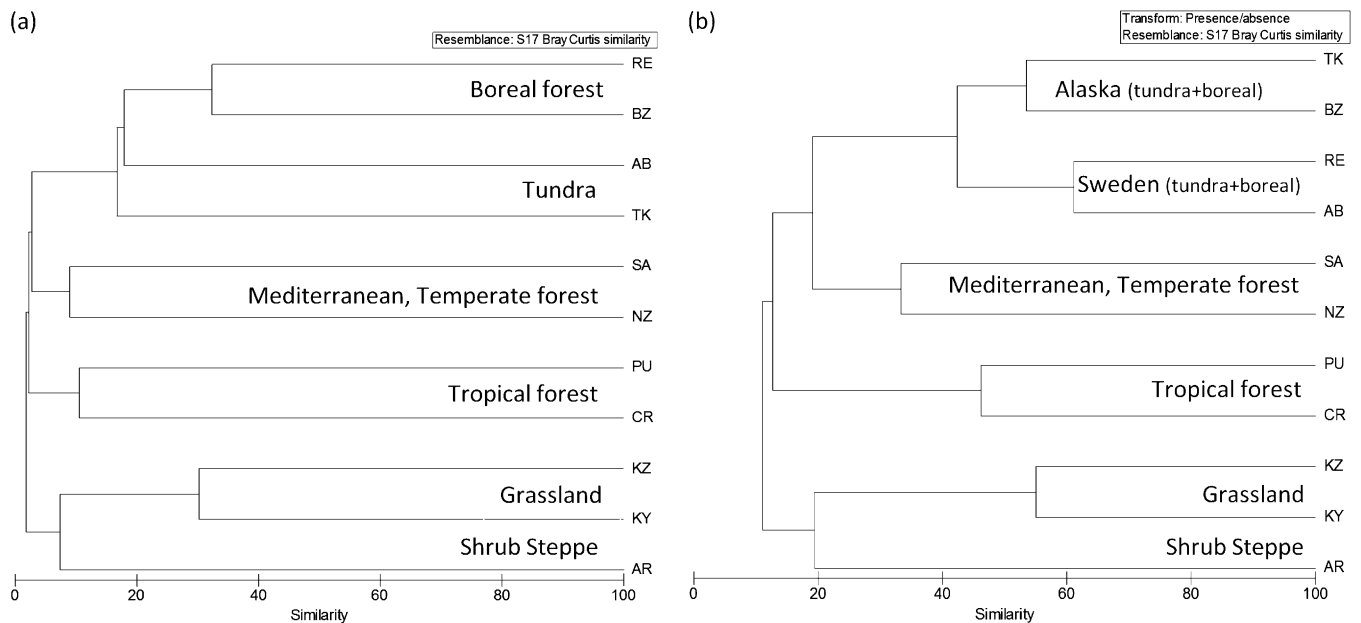 (a)
Resemblance: S17 Bray Curtis similarity
RE
Boreal forest
BZ
AB
Tundra
TK
SA
Mediterranean, Temperate forest
NZ
PU
Tropical forest
CR
KZ
Grassland
KY
Shrub Steppe
AR
0 20 40 60 80 100
Similarity
(b)
Transform: Presence/absence
Resemblance: S17 Bray Curtis similarity
TK
Alaska (tundra+boreal)
BZ
RE
Sweden (tundra+boreal)
AB
SA
Mediterranean, Temperate forest
NZ
PU
Tropical forest
CR
KZ
Grassland
KY
Shrub Steppe
AR
0 20 40 60 80 100
Similarity